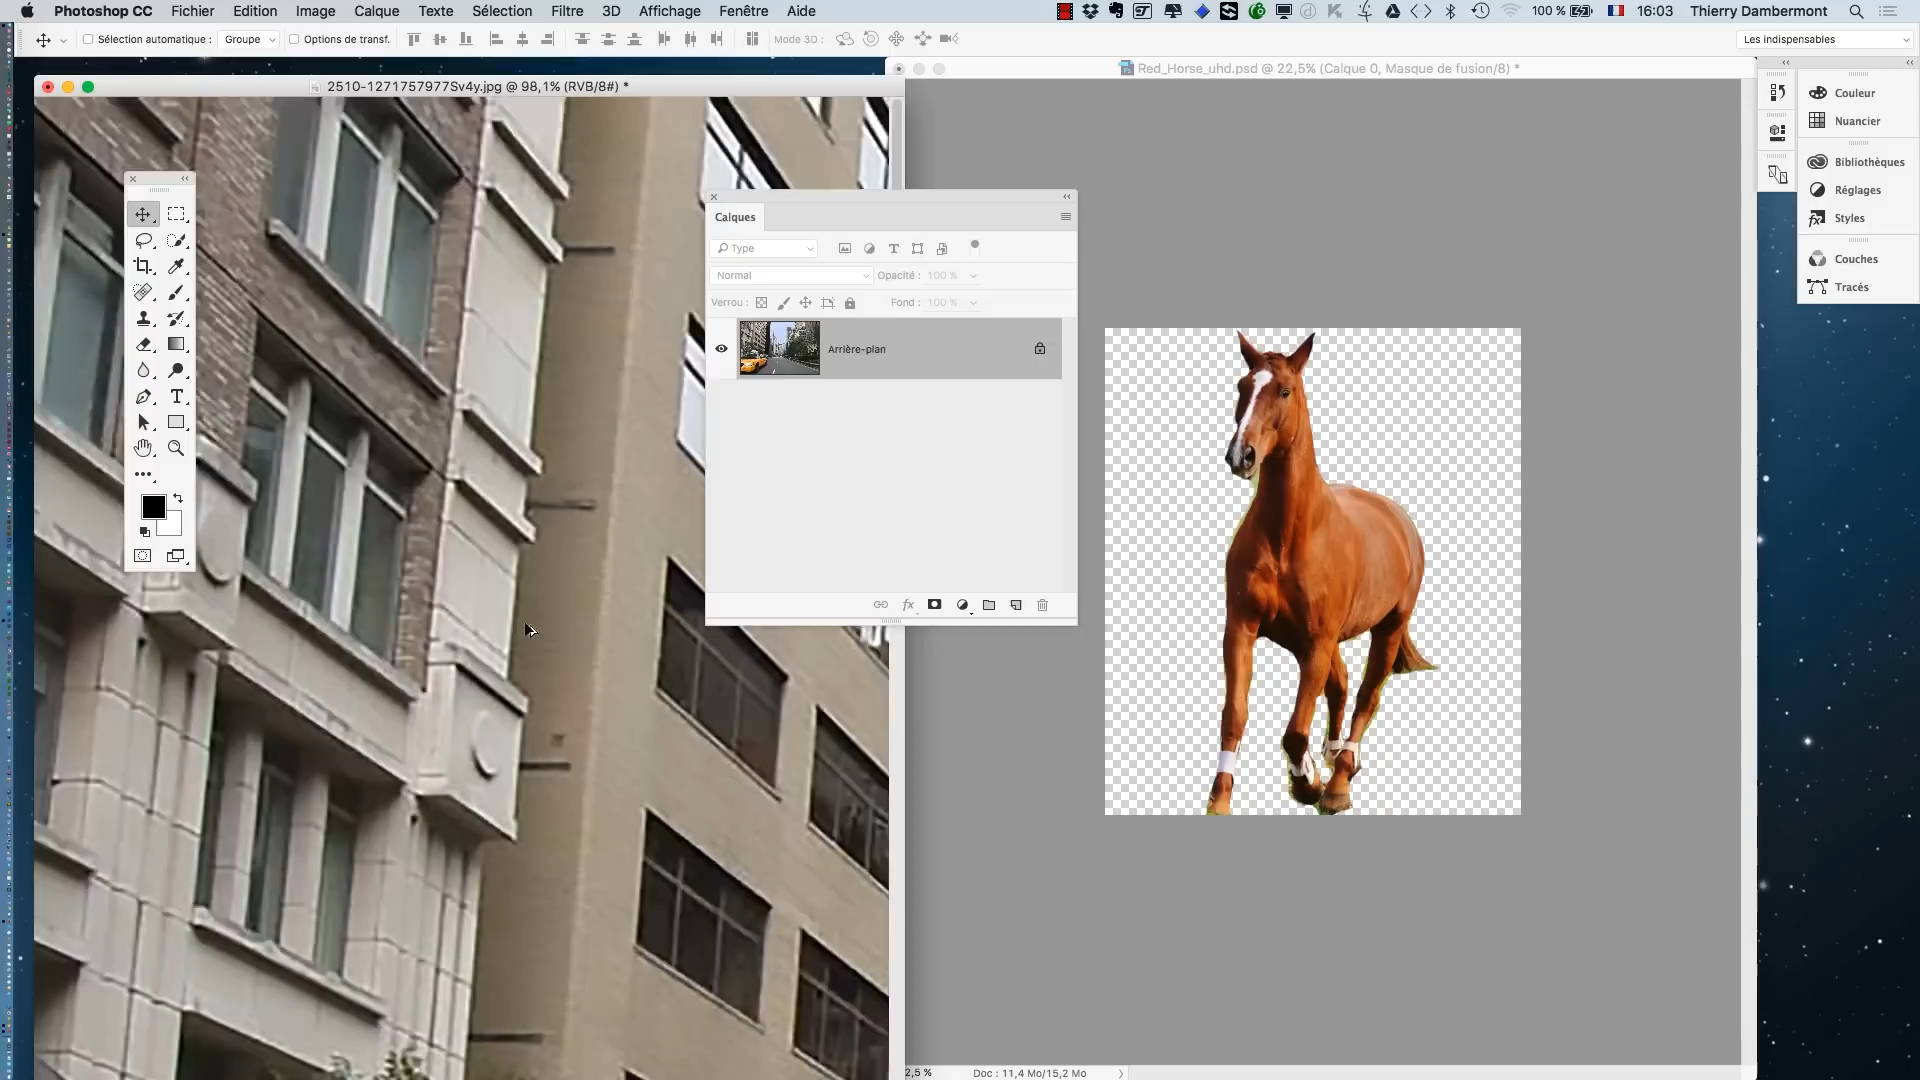 Photoshop CC Fichier Edition Image Calque Texte Sélection Filtre 3D Affichage Fenêtre Aide 100 % 16:03 Thierry Dambermont
Sélection automatique : Groupe Options de transf. Mode 3D : Les indispensables
Red_Horse_uhd.psd @ 22,5% (Calque 0, Masque de fusion/8) *
2510-1271757977Sv4y.jpg @ 98,1% (RVB/8#) *
Couleur
Nuancier
Bibliothèques
Réglages
Styles
Couches
Tracés
Calques
Type
Normal Opacité : 100 %
Verrou : Fond : 100 %
Arrière-plan
fx
2,5 % Doc : 11,4 Mo/15,2 Mo